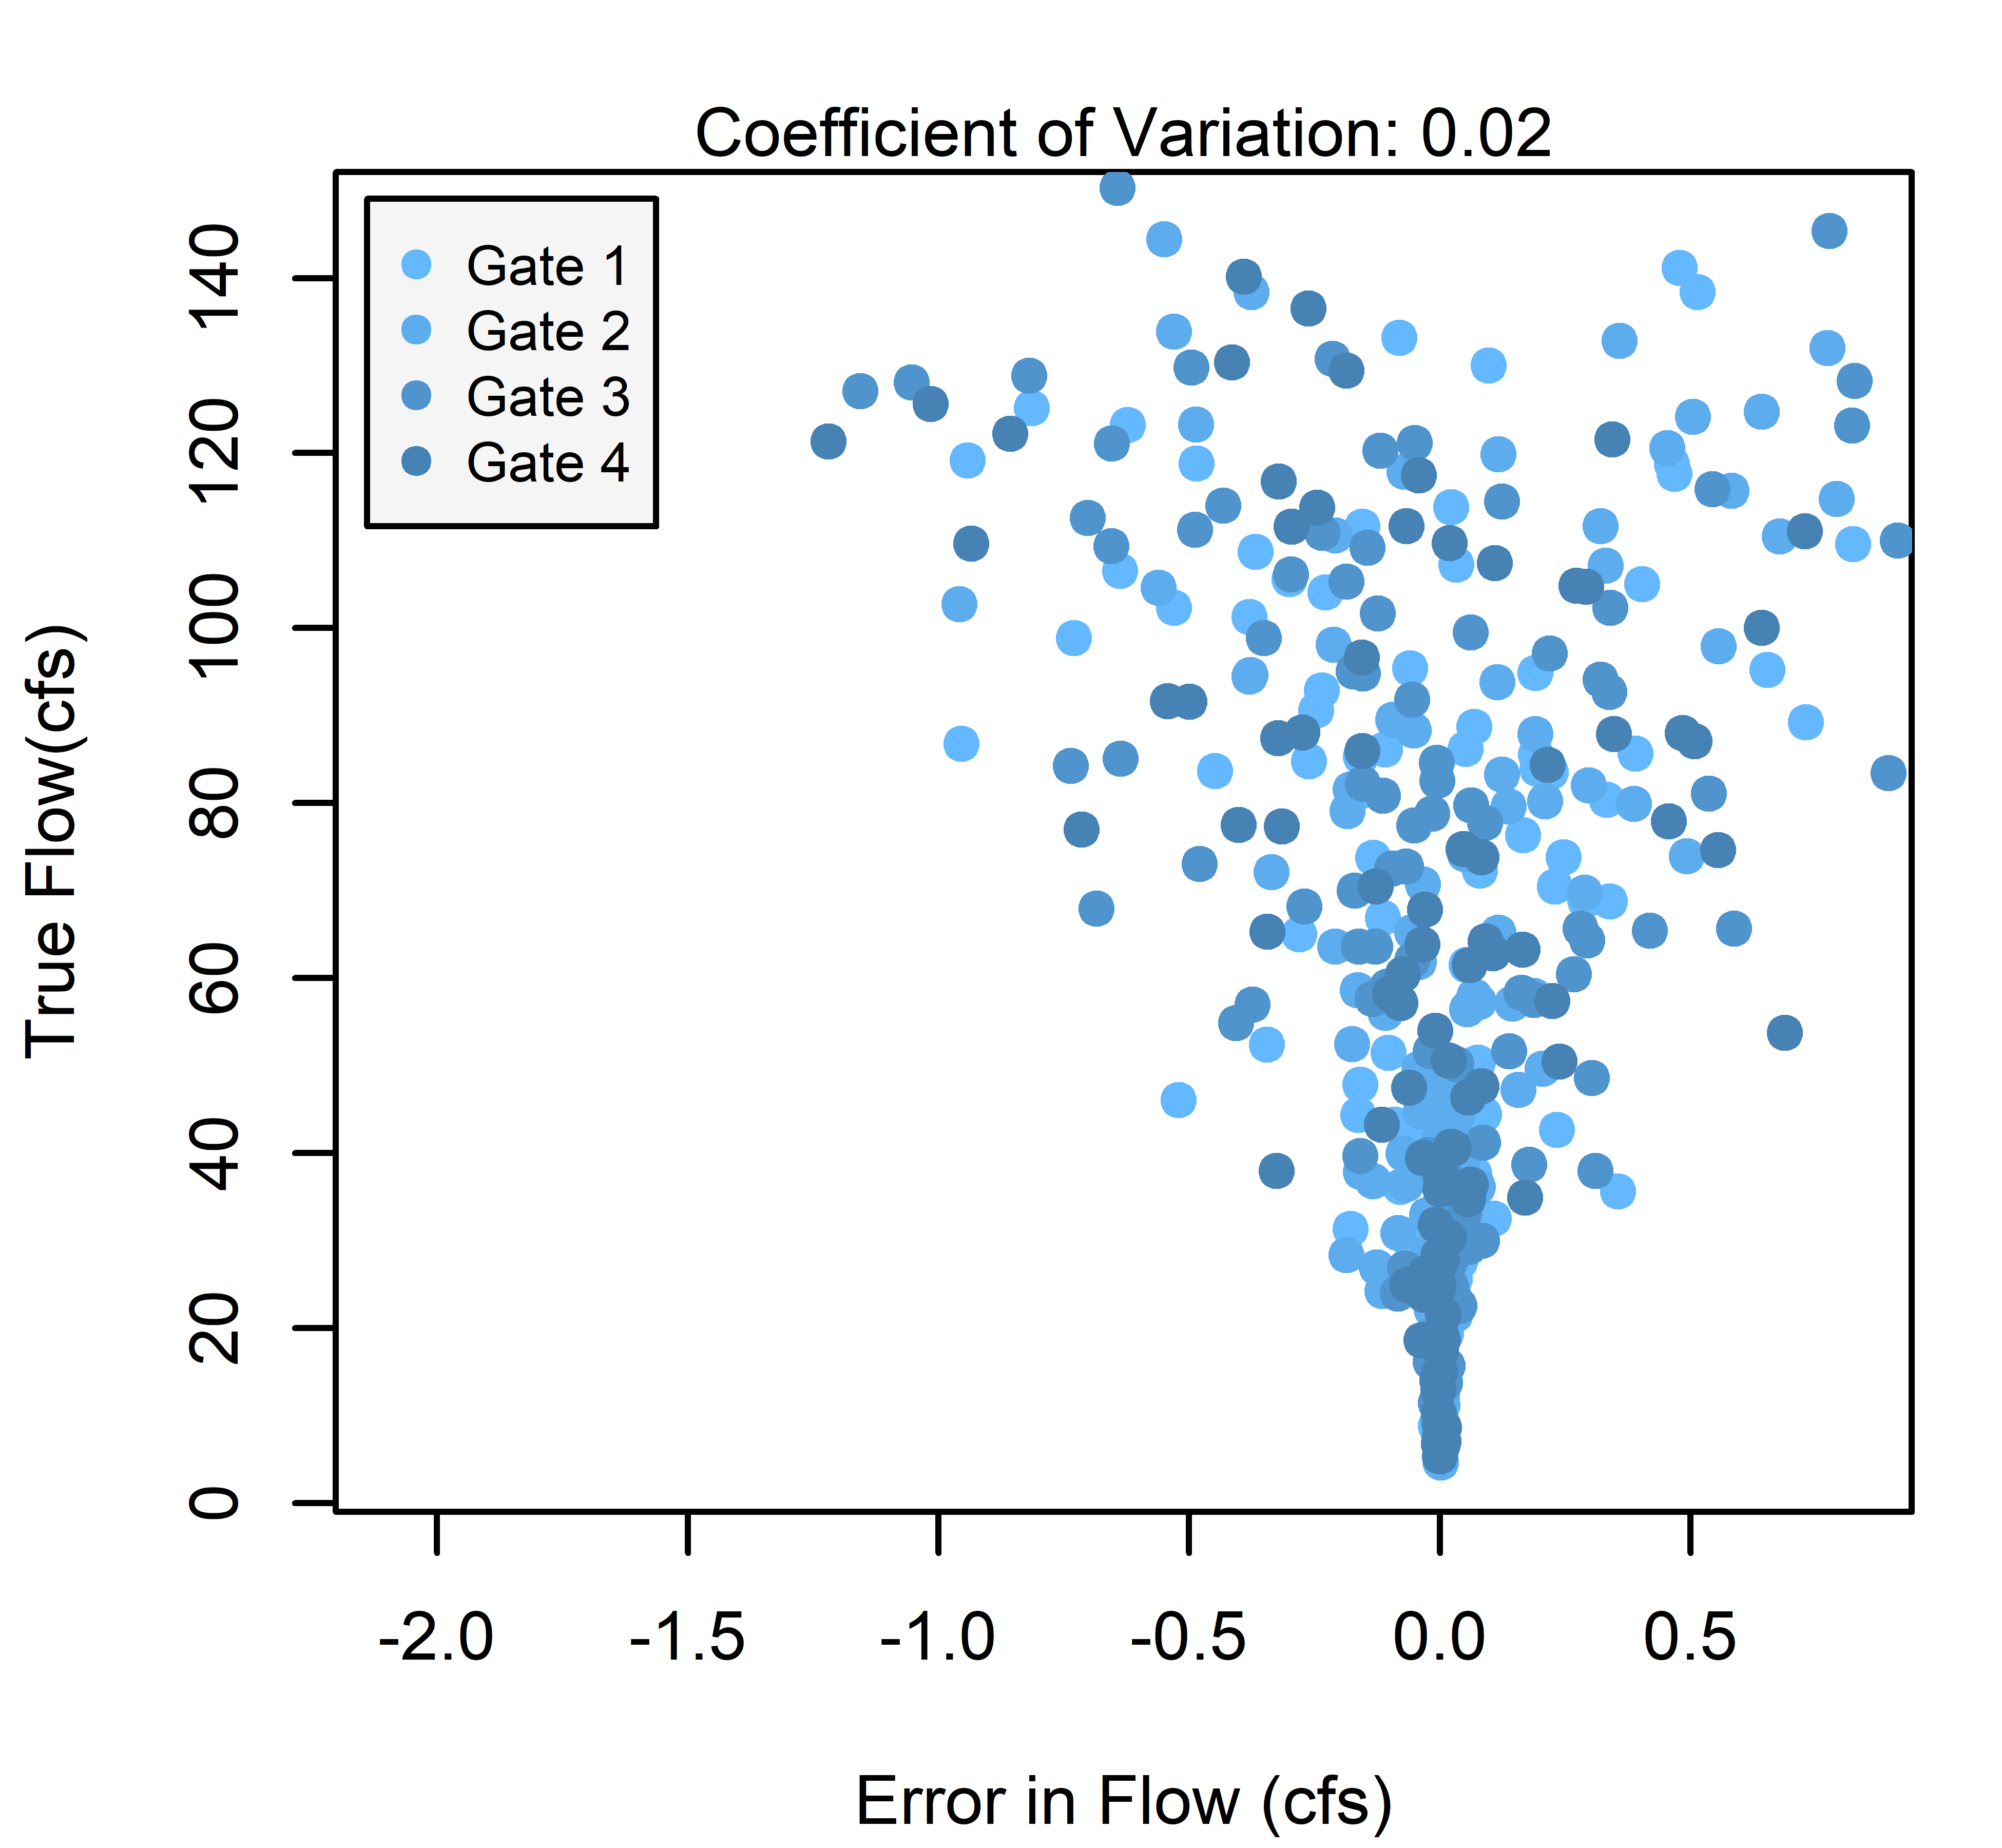 Coefficient of Variation: 0.02
Gate 1
Gate 2
Gate 3
Gate 4
True Flow(cfs)
140
120
100
80
60
40
20
0
-2.0 -1.5 -1.0 -0.5 0.0 0.5
Error in Flow (cfs)